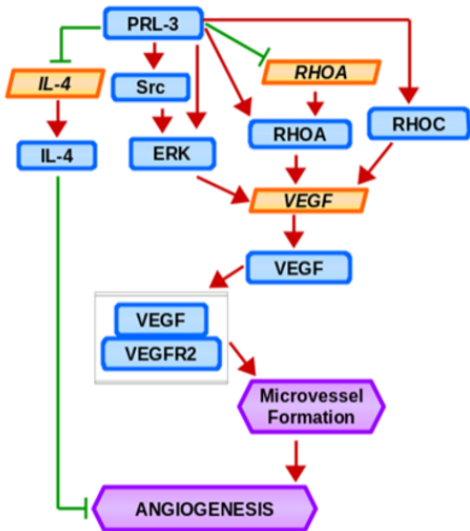 PRL-3
IL-4
Src
RHOA
IL-4
ERK
RHOA
RHOC
VEGF
VEGF
VEGF
VEGFR2
Microvessel
Formation
ANGIOGENESIS